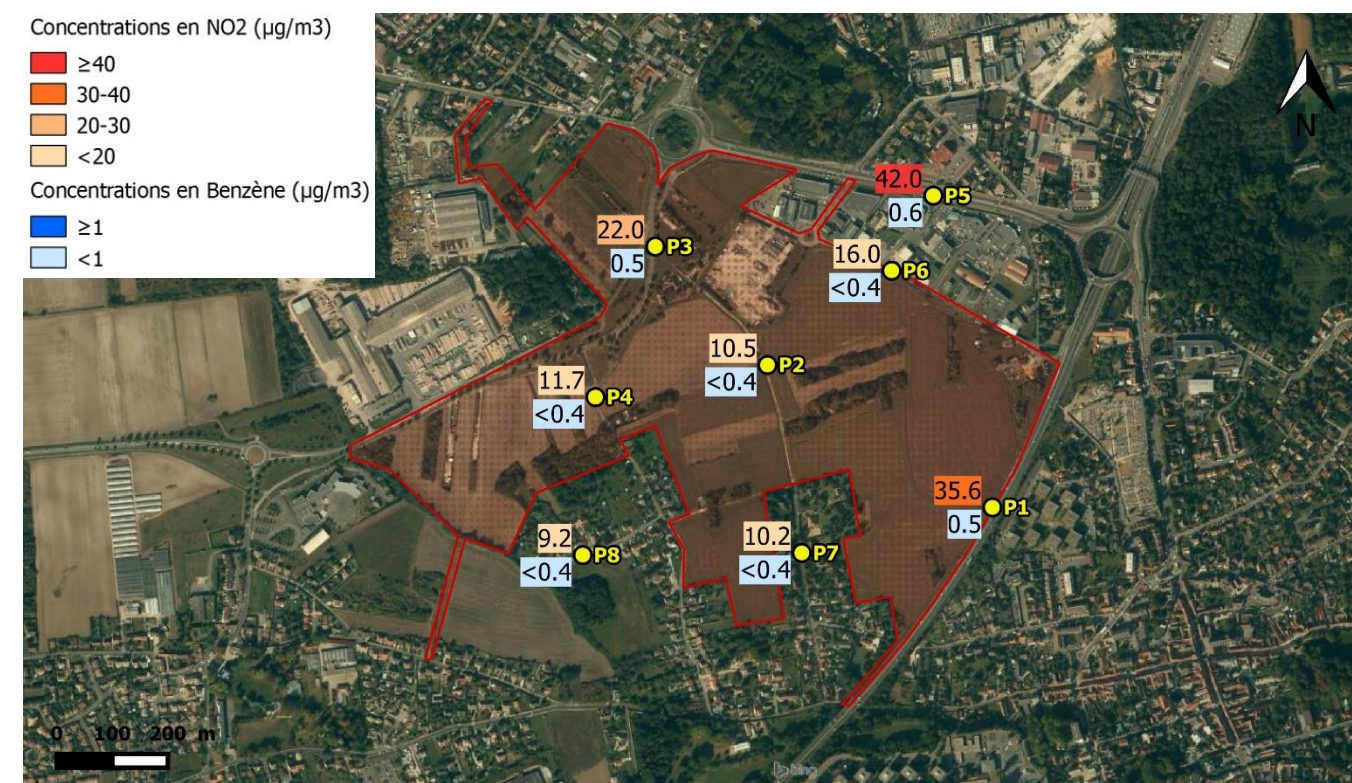 Concentrations en NO2 (µg/m3)
≥40
30-40
20-30
<20
Concentrations en Benzène (µg/m3)
≥1
<1
N
42.0
P5
0.6
22.0
P3
0.5
16.0
P6
<0.4
10.5
P2
<0.4
11.7
P4
<0.4
35.6
P1
0.5
9.2
P8
<0.4
10.2
P7
<0.4
0 100 200 m
bing